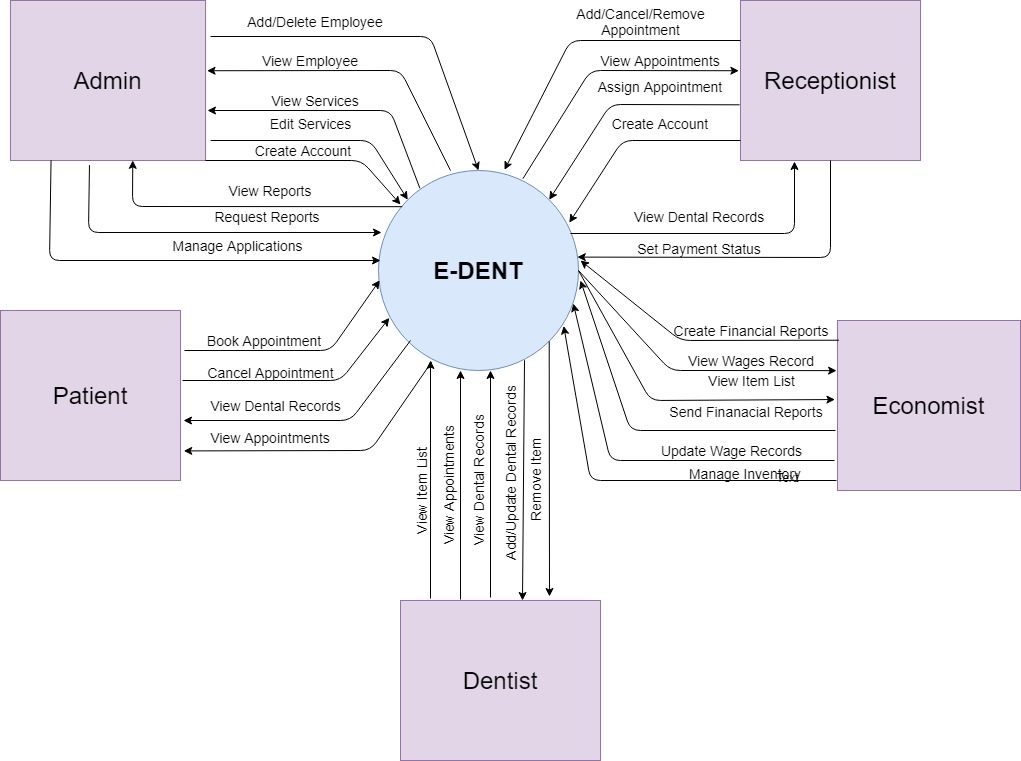 Admin
Add/Delete Employee
View Employee
View Services
Edit Services
Create Account
View Reports
Request Reports
Manage Applications
Receptionist
Add/Cancel/Remove
Appointment
View Appointments
Assign Appointment
Create Account
View Dental Records
Set Payment Status
E-DENT
Patient
Book Appointment
Cancel Appointment
View Dental Records
View Appointments
Economist
Create Financial Reports
View Wages Record
View Item List
Send Finanacial Reports
Update Wage Records
Manage Inventory
Text
View Item List
View Appointments
View Dental Records
Add/Update Dental Records
Remove Item
Dentist